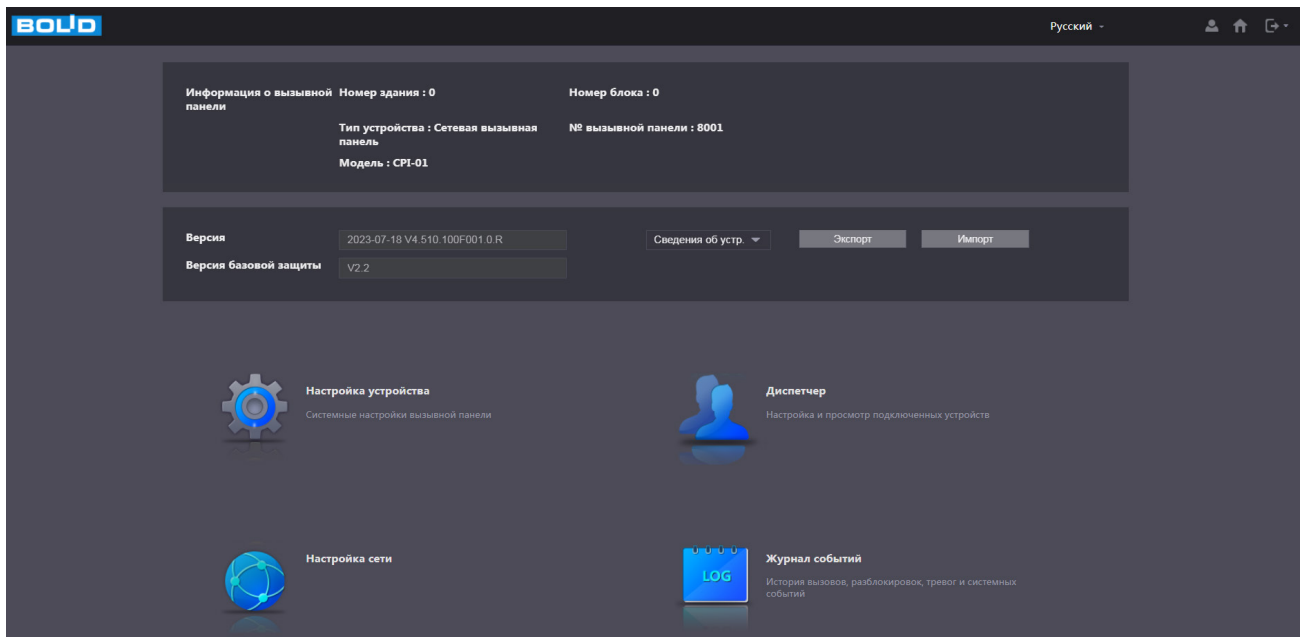 BOLID
Русский
Информация о вызывной панели
Номер здания : 0
Номер блока : 0
Тип устройства : Сетевая вызывная панель
№ вызывной панели : 8001
Модель : CPI-01
Версия
2023-07-18 V4.510.100F001.0.R
Сведения об устр.
Экспорт
Импорт
Версия базовой защиты
V2.2
Настройка устройства
Системные настройки вызывной панели
Диспетчер
Настройка и просмотр подключенных устройств
Настройка сети
LOG
Журнал событий
История вызовов, разблокировок, тревог и системных
событий